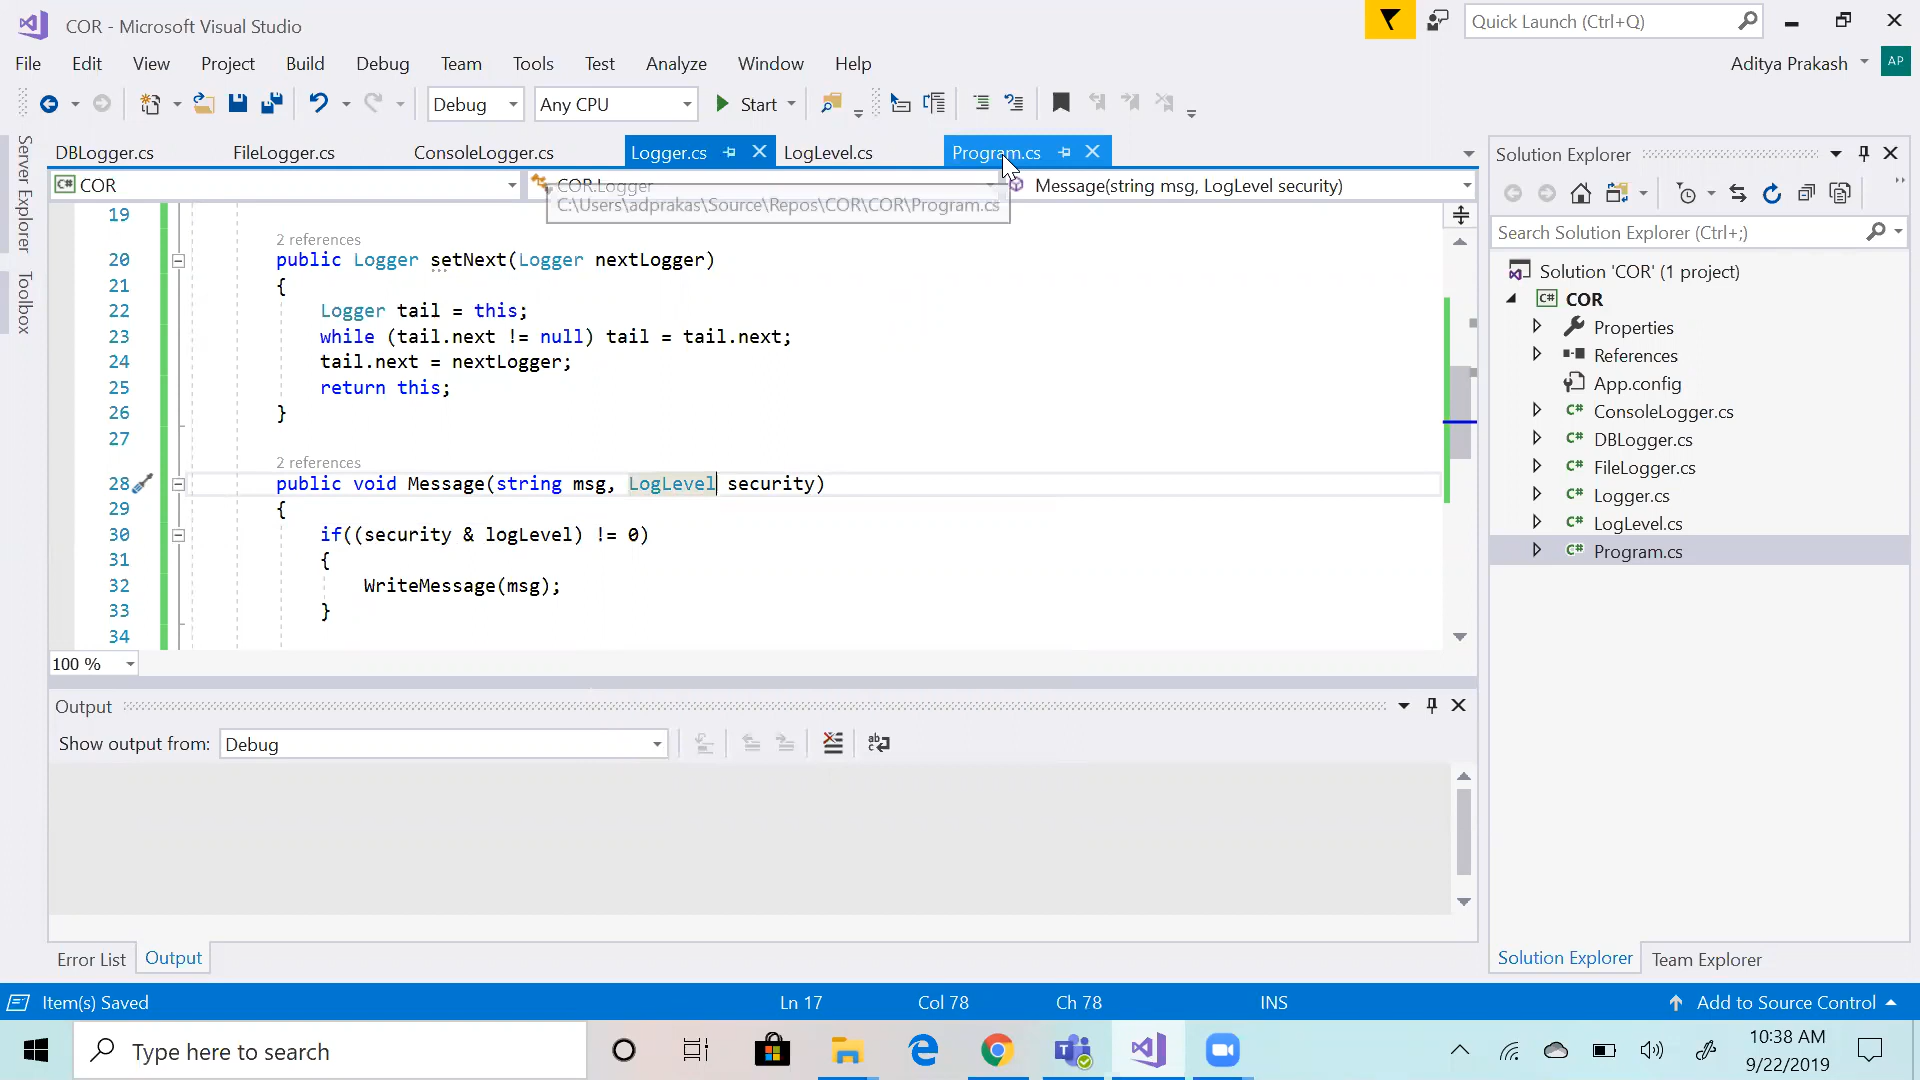 COR - Microsoft Visual Studio
Quick Launch (Ctrl+Q)
File Edit View Project Build Debug Team Tools Test Analyze Window Help
Aditya Prakash AP
Debug Any CPU Start
Server Explorer
Toolbox
DBLogger.cs FileLogger.cs ConsoleLogger.cs Logger.cs LogLevel.cs Program.cs
C# COR COR.Logger Message(string msg, LogLevel security)
C:\Users\adprakas\Source\Repos\COR\COR\Program.cs
19
2 references
20 public Logger setNext(Logger nextLogger)
21 {
22 Logger tail = this;
23 while (tail.next != null) tail = tail.next;
24 tail.next = nextLogger;
25 return this;
26 }
27
2 references
28 public void Message(string msg, LogLevel security)
29 {
30 if((security & logLevel) != 0)
31 {
32 WriteMessage(msg);
33 }
34
100 %
Output
Show output from: Debug
Error List Output
Solution Explorer
Search Solution Explorer (Ctrl+;)
Solution 'COR' (1 project)
C# COR
Properties
References
App.config
C# ConsoleLogger.cs
C# DBLogger.cs
C# FileLogger.cs
C# Logger.cs
C# LogLevel.cs
C# Program.cs
Solution Explorer Team Explorer
Item(s) Saved Ln 17 Col 78 Ch 78 INS Add to Source Control
Type here to search
10:38 AM
9/22/2019